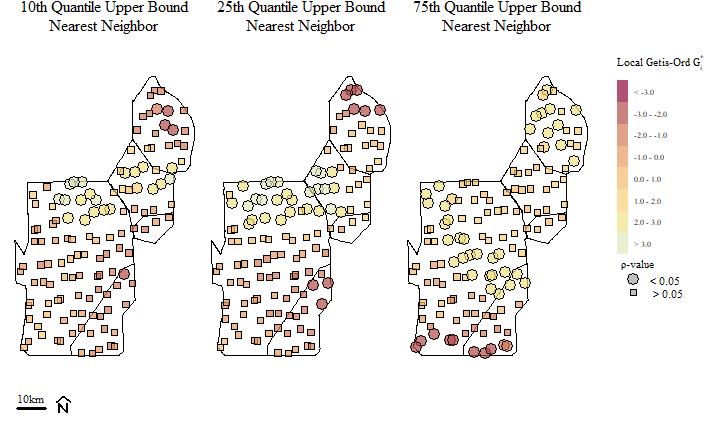 10th Quantile Upper Bound
Nearest Neighbor
25th Quantile Upper Bound
Nearest Neighbor
75th Quantile Upper Bound
Nearest Neighbor
Local Getis-Ord G*i
< -3.0
-3.0 - -2.0
-2.0 - -1.0
-1.0 - 0.0
0.0 - 1.0
1.0 - 2.0
2.0 - 3.0
> 3.0
ρ-value
< 0.05
> 0.05
10km
N